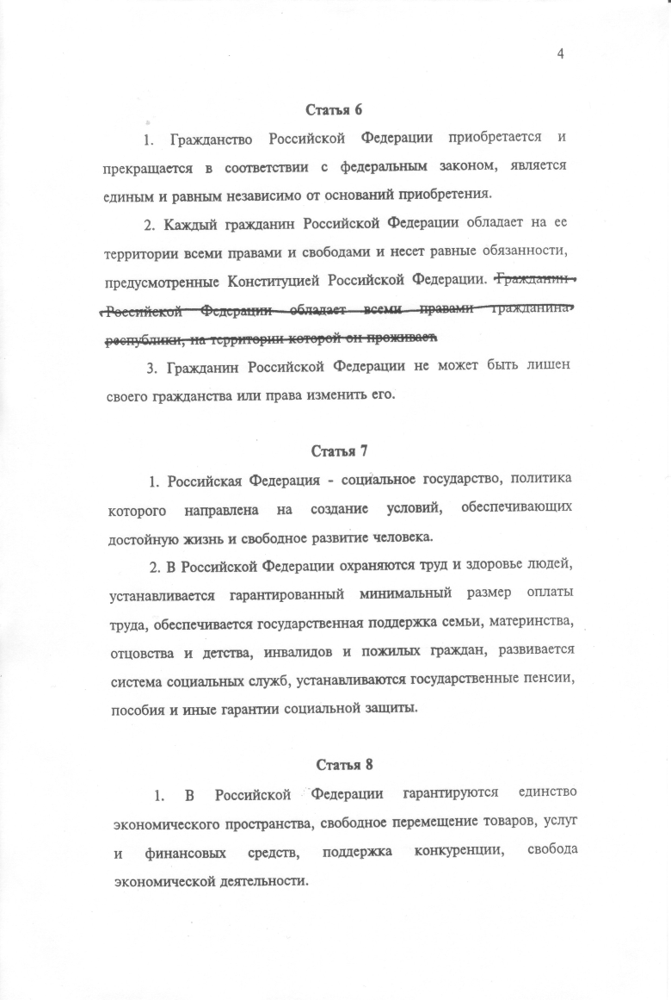 4
Статья 6
1. Гражданство Российской Федерации приобретается и
прекращается в соответствии с федеральным законом, является
единым и равным независимо от оснований приобретения.
2. Каждый гражданин Российской Федерации обладает на ее
территории всеми правами и свободами и несет равные обязанности,
предусмотренные Конституцией Российской Федерации. Гражданин
Российской Федерации обладает всеми правами гражданина
республики, на территории которой он проживает.
3. Гражданин Российской Федерации не может быть лишен
своего гражданства или права изменить его.
Статья 7
1. Российская Федерация - социальное государство, политика
которого направлена на создание условий, обеспечивающих
достойную жизнь и свободное развитие человека.
2. В Российской Федерации охраняются труд и здоровье людей,
устанавливается гарантированный минимальный размер оплаты
труда, обеспечивается государственная поддержка семьи, материнства,
отцовства и детства, инвалидов и пожилых граждан, развивается
система социальных служб, устанавливаются государственные пенсии,
пособия и иные гарантии социальной защиты.
Статья 8
1. В Российской Федерации гарантируются единство
экономического пространства, свободное перемещение товаров, услуг
и финансовых средств, поддержка конкуренции, свобода
экономической деятельности.